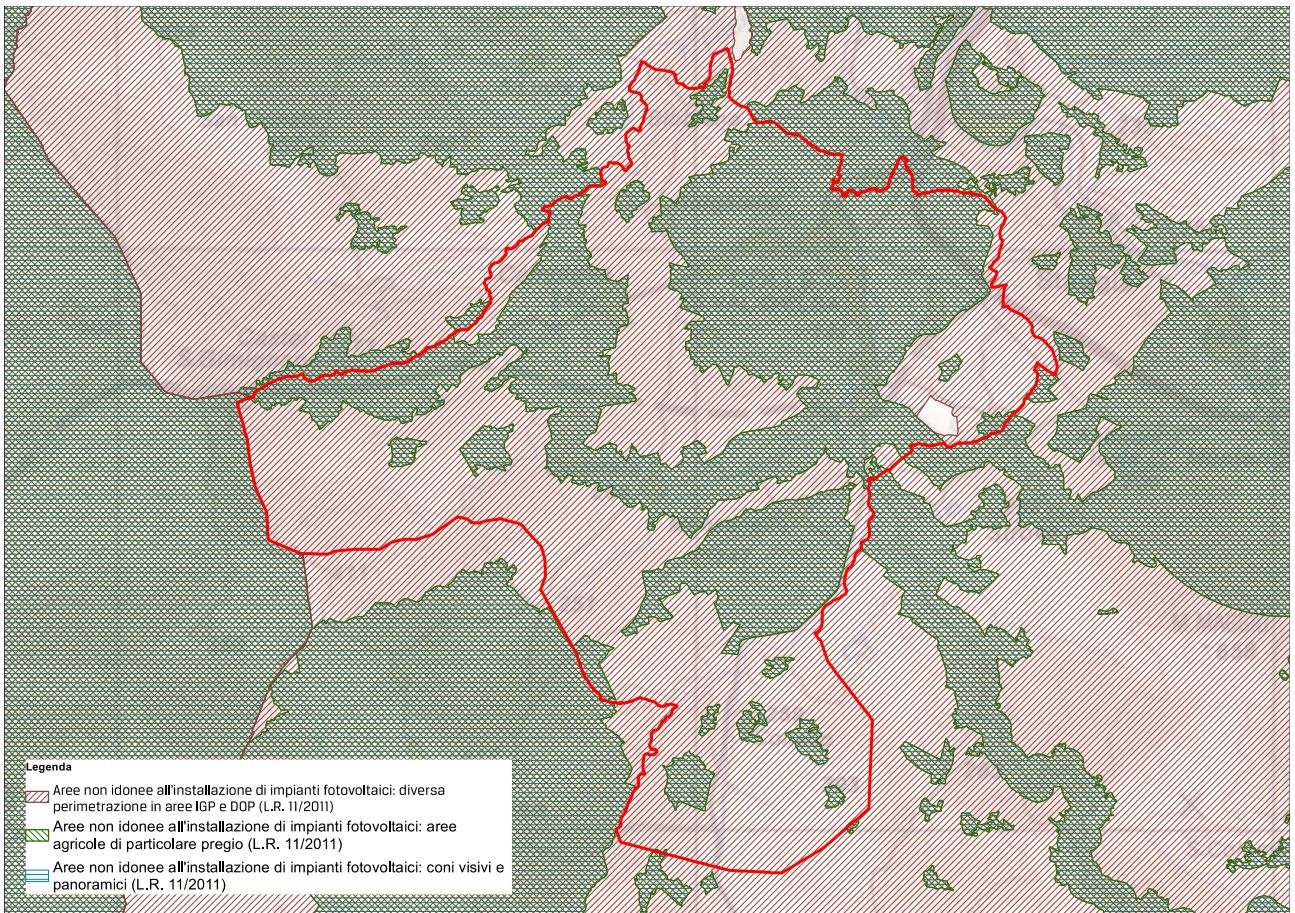 Legenda
Aree non idonee all'installazione di impianti fotovoltaici: diversa
perimetrazione in aree IGP e DOP (L.R. 11/2011)
Aree non idonee all'installazione di impianti fotovoltaici: aree
agricole di particolare pregio (L.R. 11/2011)
Aree non idonee all'installazione di impianti fotovoltaici: coni visivi e
panoramici (L.R. 11/2011)